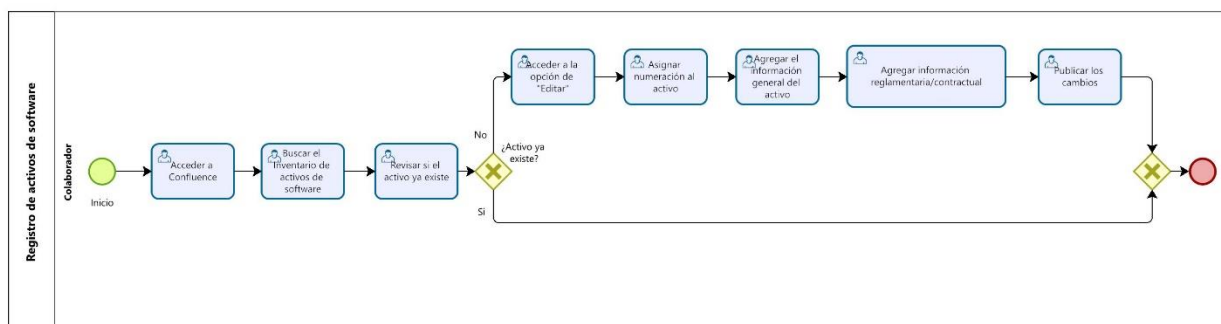 Registro de activos de software
Colaborador
Inicio
Acceder a
Confluence
Buscar el
Inventario de
activos de
software
Revisar si el
activo ya existe
¿Activo ya
existe?
No
Acceder a la
opción de
"Editar"
Asignar
numeración al
activo
Agregar el
información
general del
activo
Agregar información
reglamentaria/contractual
Publicar los
cambios
Si